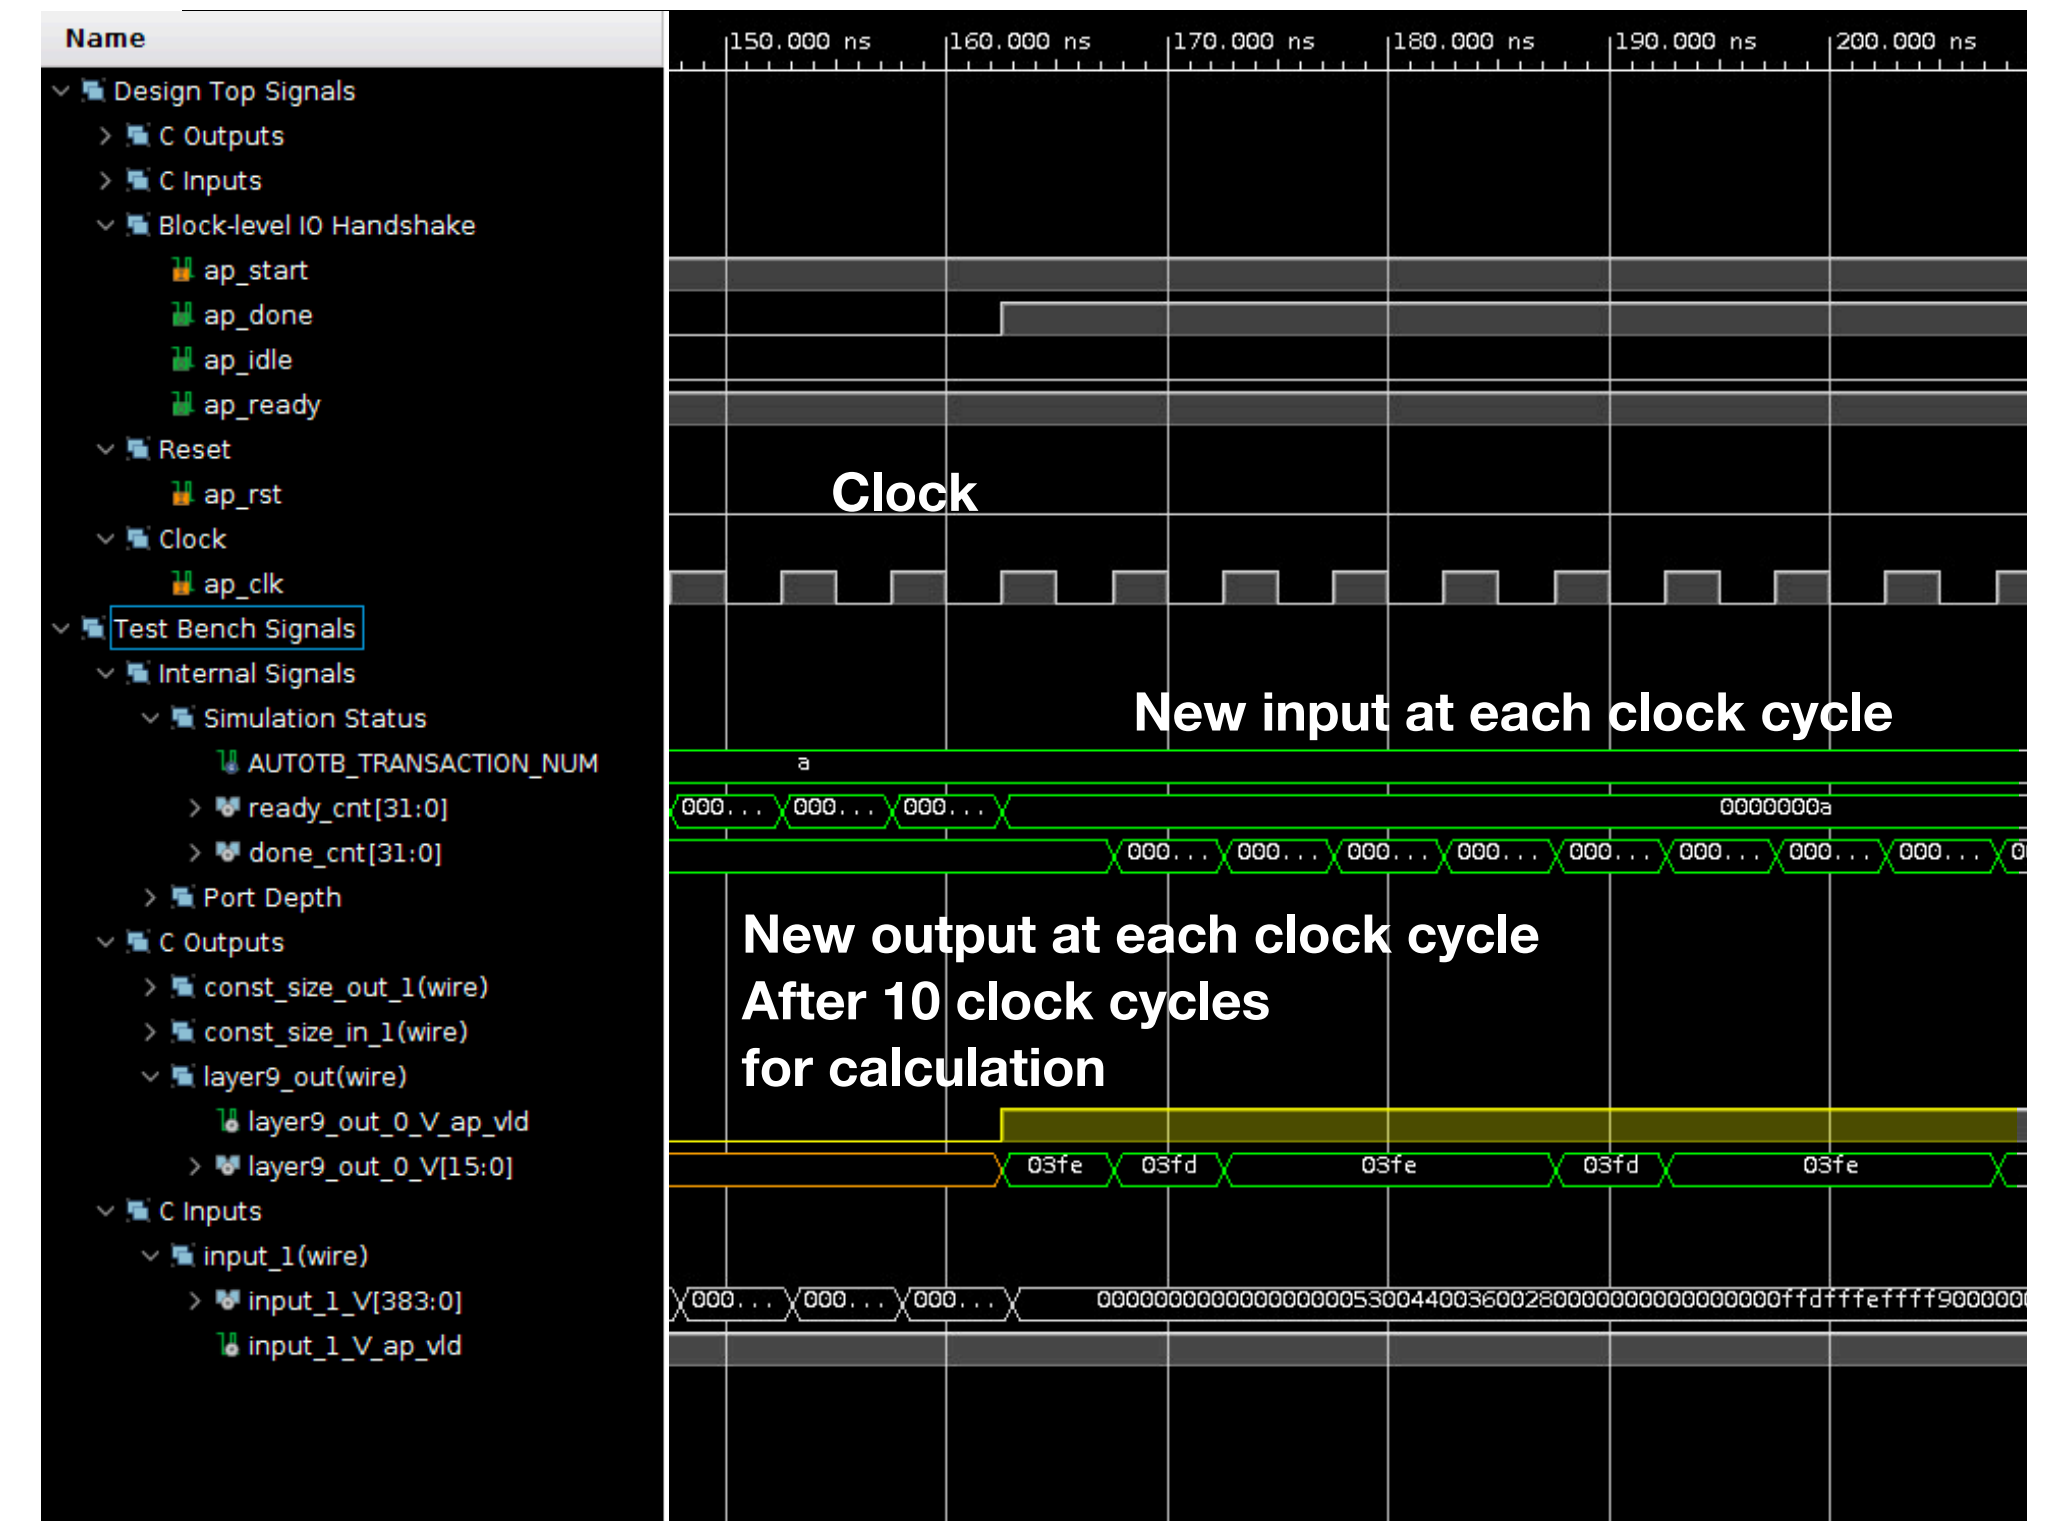 Name
150.000 ns 160.000 ns 170.000 ns 180.000 ns 190.000 ns 200.000 ns
Design Top Signals
C Outputs
C Inputs
Block-level IO Handshake
ap_start
ap_done
ap_idle
ap_ready
Reset
ap_rst
Clock
Clock
ap_clk
Test Bench Signals
Internal Signals
New input at each clock cycle
Simulation Status
AUTOTB_TRANSACTION_NUM a
ready_cnt[31:0] 000... 000... 000... 0000000a
done_cnt[31:0] 000... 000... 000... 000... 000... 000... 000... 000... 0
Port Depth
New output at each clock cycle
After 10 clock cycles
for calculation
C Outputs
const_size_out_1(wire)
const_size_in_1(wire)
layer9_out(wire)
layer9_out_0_V_ap_vld
layer9_out_0_V[15:0] 03fe 03fd 03fe 03fd 03fe
C Inputs
input_1(wire)
input_1_V[383:0] 000... 000... 000...
input_1_V_ap_vld